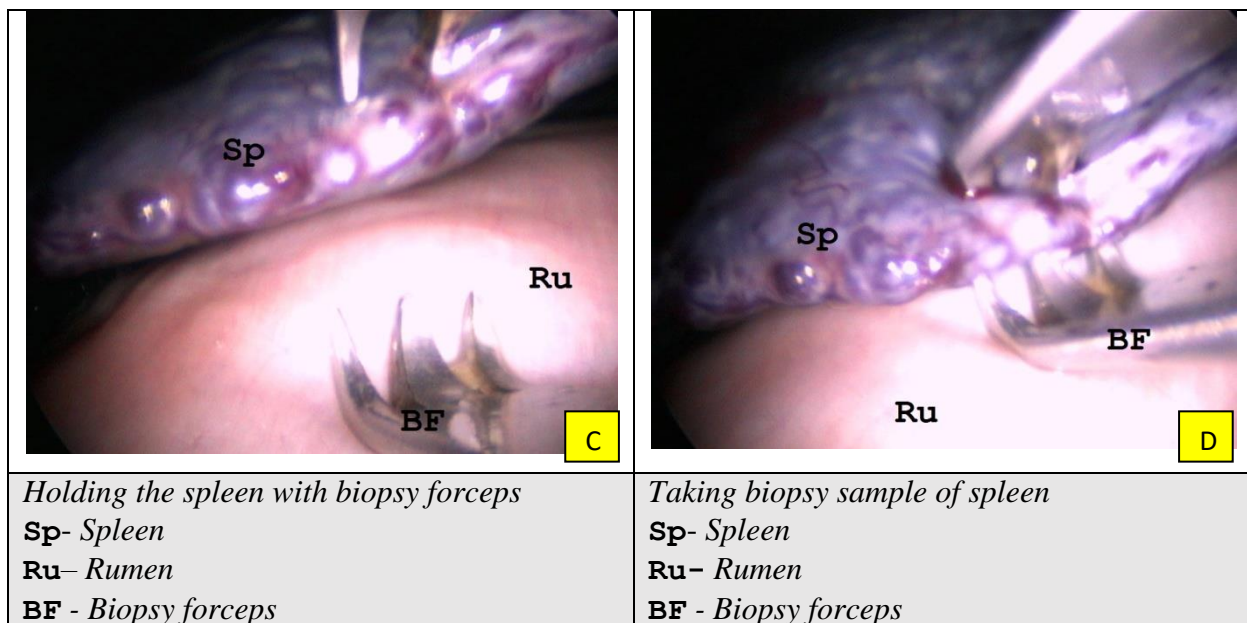 Sp
Ru
BF
C
Sp
BF
Ru
D
Holding the spleen with biopsy forceps
Sp- Spleen
Ru– Rumen
BF - Biopsy forceps
Taking biopsy sample of spleen
Sp- Spleen
Ru- Rumen
BF - Biopsy forceps